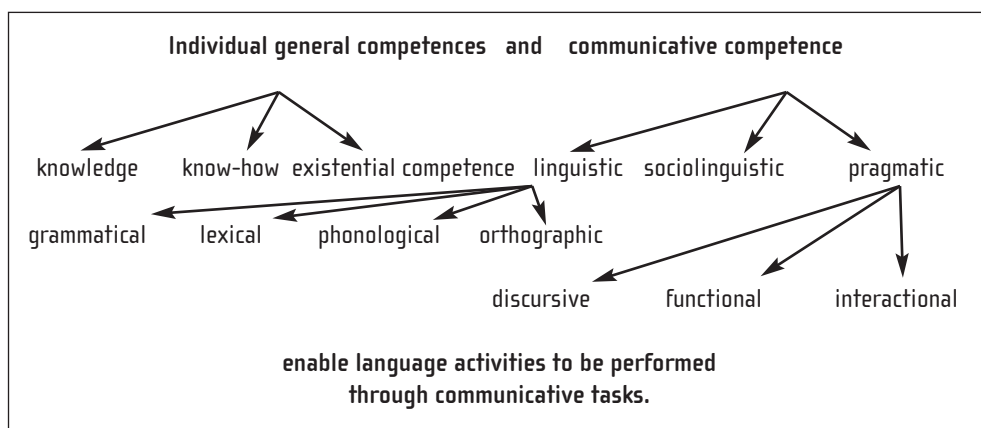 Individual general competences and communicative competence
knowledge know-how existential competence linguistic sociolinguistic pragmatic
grammatical lexical phonological orthographic
discursive functional interactional
enable language activities to be performed
through communicative tasks.